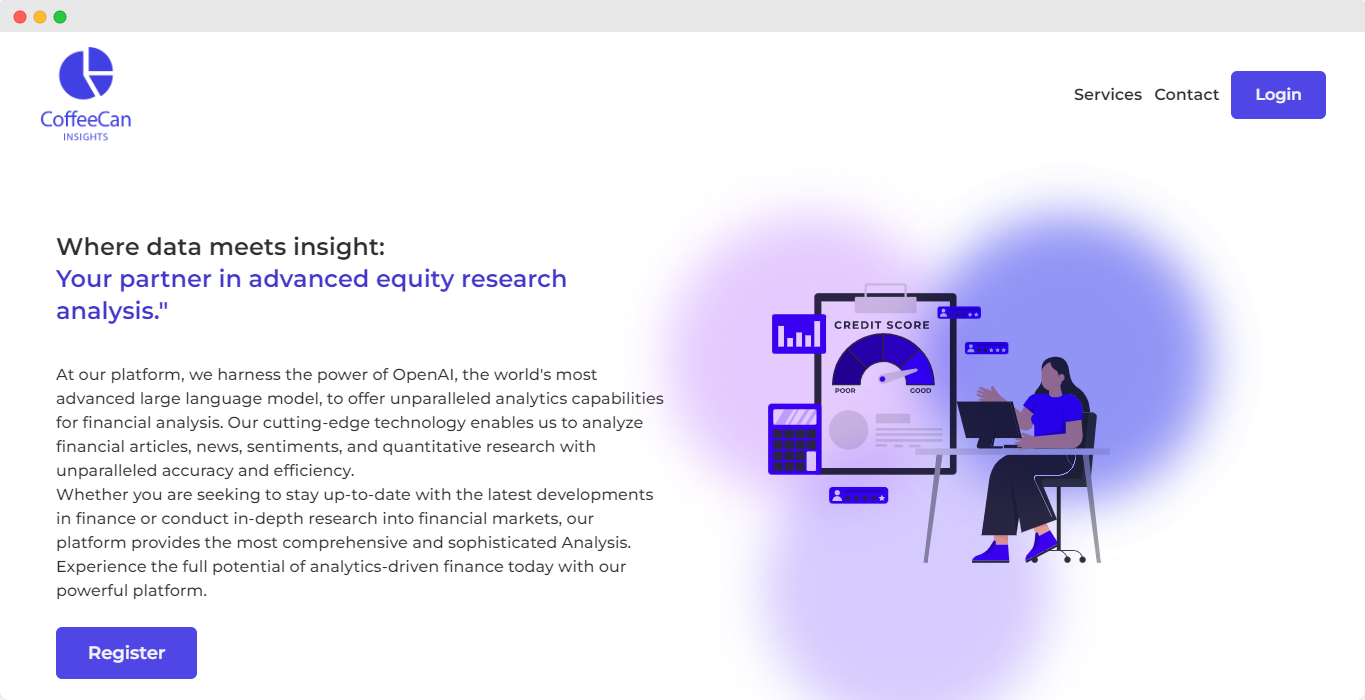 CoffeeCan
INSIGHTS
Services Contact Login
Where data meets insight:
Your partner in advanced equity research
analysis."
At our platform, we harness the power of OpenAI, the world's most
advanced large language model, to offer unparalleled analytics capabilities
for financial analysis. Our cutting-edge technology enables us to analyze
financial articles, news, sentiments, and quantitative research with
unparalleled accuracy and efficiency.
Whether you are seeking to stay up-to-date with the latest developments
in finance or conduct in-depth research into financial markets, our
platform provides the most comprehensive and sophisticated Analysis.
Experience the full potential of analytics-driven finance today with our
powerful platform.
Register
CREDIT SCORE
POOR GOOD